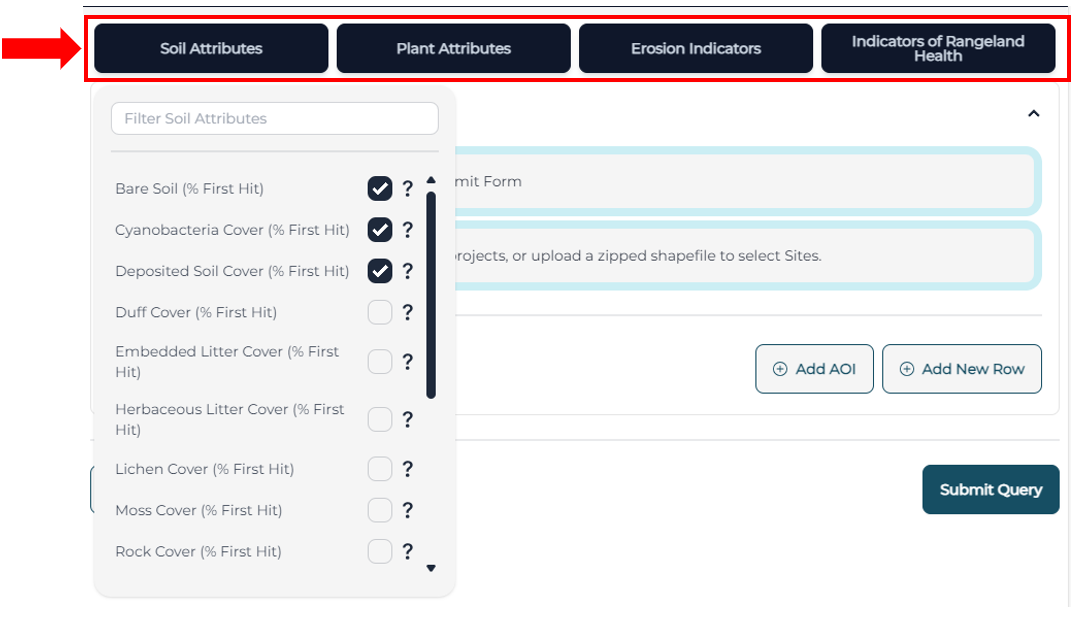 Soil Attributes
Plant Attributes
Erosion Indicators
Indicators of Rangeland
Health
Filter Soil Attributes
Bare Soil (% First Hit)
?
mit Form
Cyanobacteria Cover (% First Hit)
?
Deposited Soil Cover (% First Hit)
?
rojects, or upload a zipped shapefile to select Sites.
Duff Cover (% First Hit)
?
Embedded Litter Cover (% First
Hit)
?
Add AOI
Add New Row
Herbaceous Litter Cover (% First
Hit)
?
Lichen Cover (% First Hit)
?
Moss Cover (% First Hit)
?
Rock Cover (% First Hit)
?
Submit Query